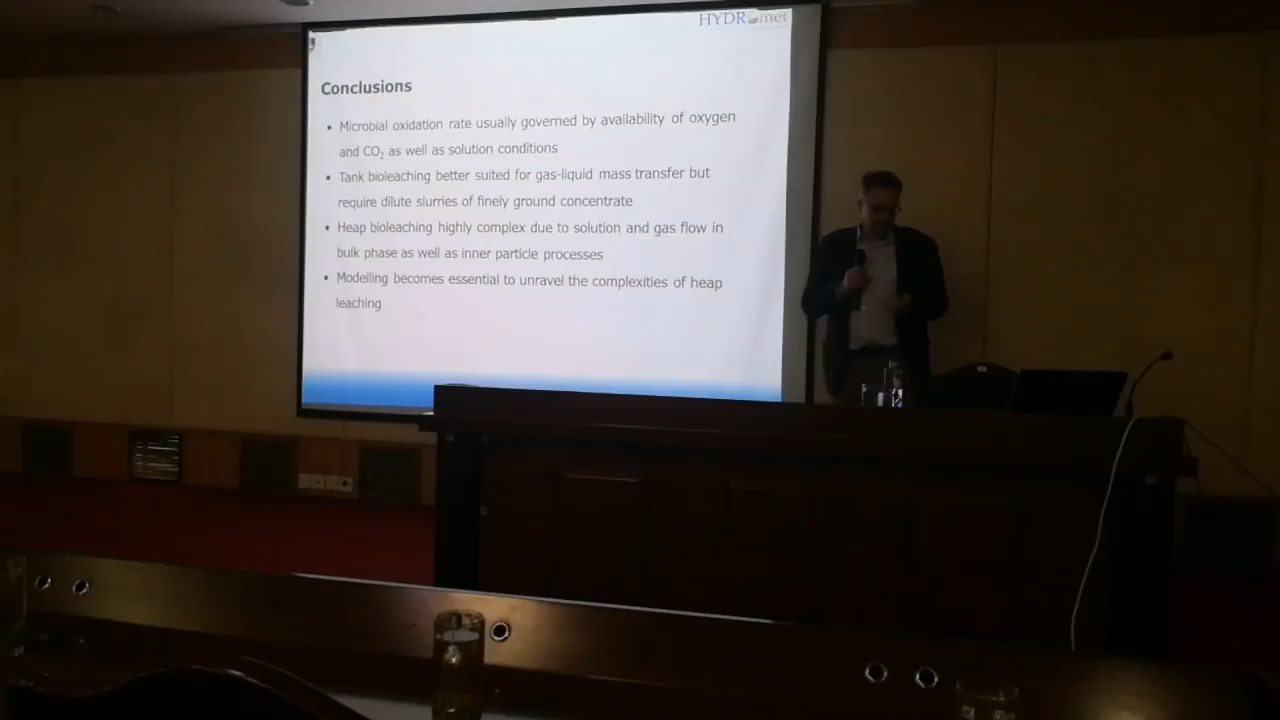 HYDROmet
Conclusions
• Microbial oxidation rate usually governed by availability of oxygen
and CO₂ as well as solution conditions
• Tank bioleaching better suited for gas-liquid mass transfer but
require dilute slurries of finely ground concentrate
• Heap bioleaching highly complex due to solution and gas flow in
bulk phase as well as inner particle processes
• Modelling becomes essential to unravel the complexities of heap
leaching